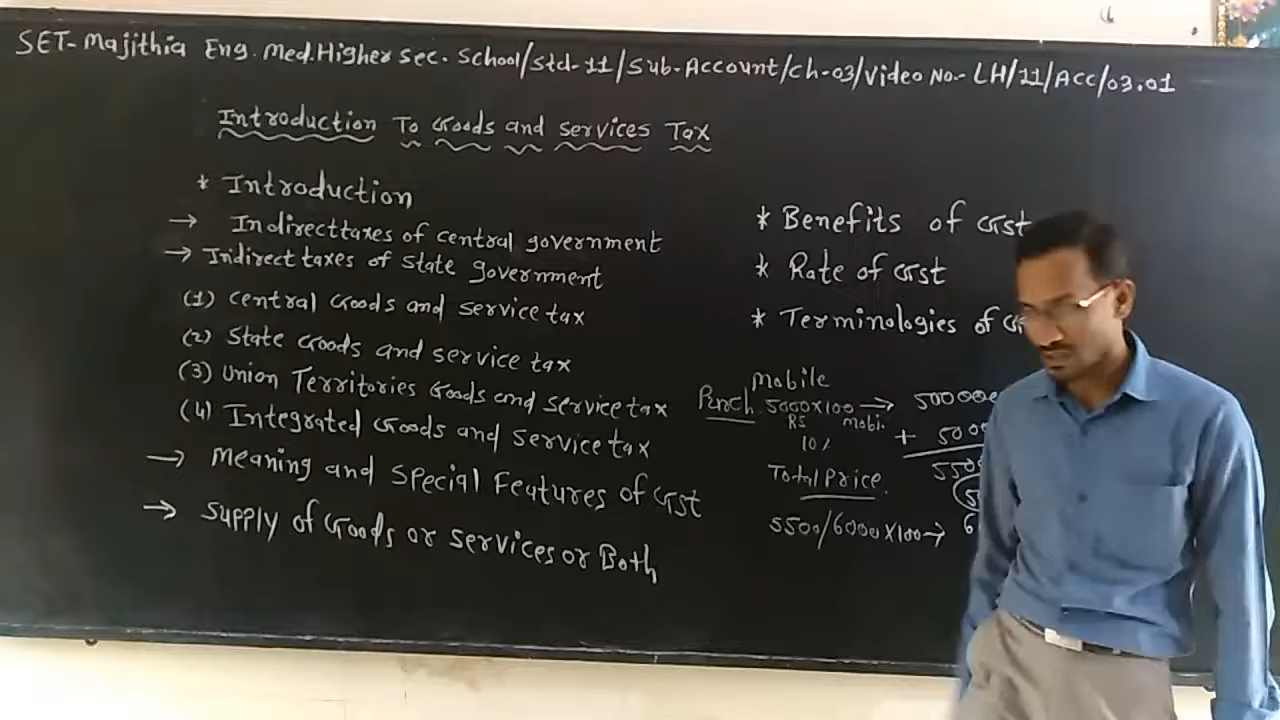 SET-Majithia Eng. Med. Higher Sec. School/Std-11/Sub-Account/Ch-03/Video No.- LH/11/Acc/03.01
Introduction To Goods and services Tax
* Introduction
→ Indirect taxes of central government
→ Indirect taxes of State government
(1) Central Goods and service tax
(2) State Goods and service tax
(3) Union Territories Goods and service tax
(4) Integrated Goods and service tax
→ Meaning and Special Features of Gst
→ Supply of Goods or services or Both
* Benefits of Gst
* Rate of Gst
* Terminologies of
Mobile
Purch. 5000x100 → 50000
RS mobi.
10% + 500
Total Price 550
5500/6000x100→ 6